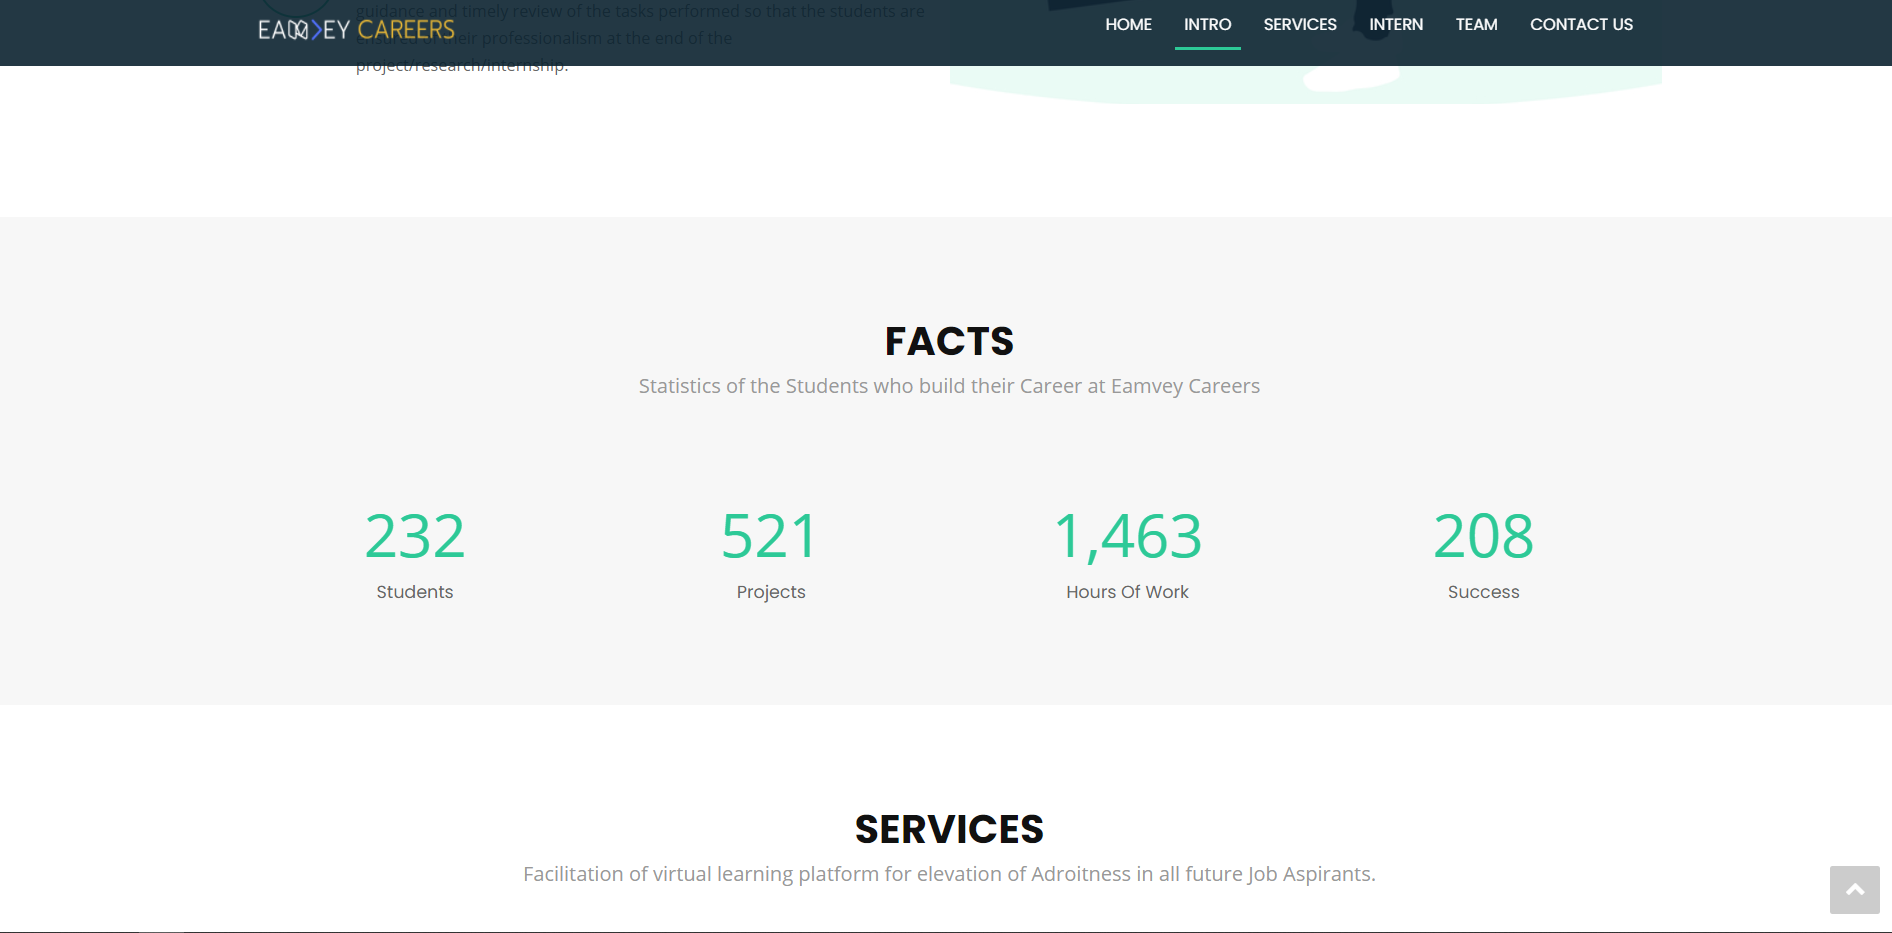 guidance and timely review of the tasks performed so that the students are
EAMVEY CAREERS
HOME INTRO SERVICES INTERN TEAM CONTACT US
ensured of their professionalism at the end of the
project/research/internship.
FACTS
Statistics of the Students who build their Career at Eamvey Careers
232 521 1,463 208
Students Projects Hours Of Work Success
SERVICES
Facilitation of virtual learning platform for elevation of Adroitness in all future Job Aspirants.